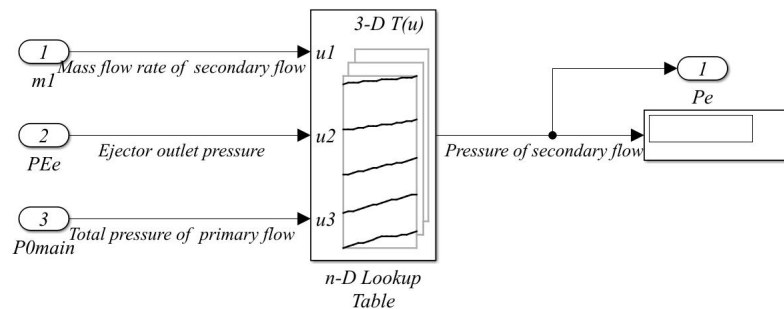 3-D T(u)
1
Mass flow rate of secondary flow
u1
m1
1
Pe
2
Ejector outlet pressure
u2
Pressure of secondary flow
PEe
3
Total pressure of primary flow
u3
P0main
n-D Lookup
Table